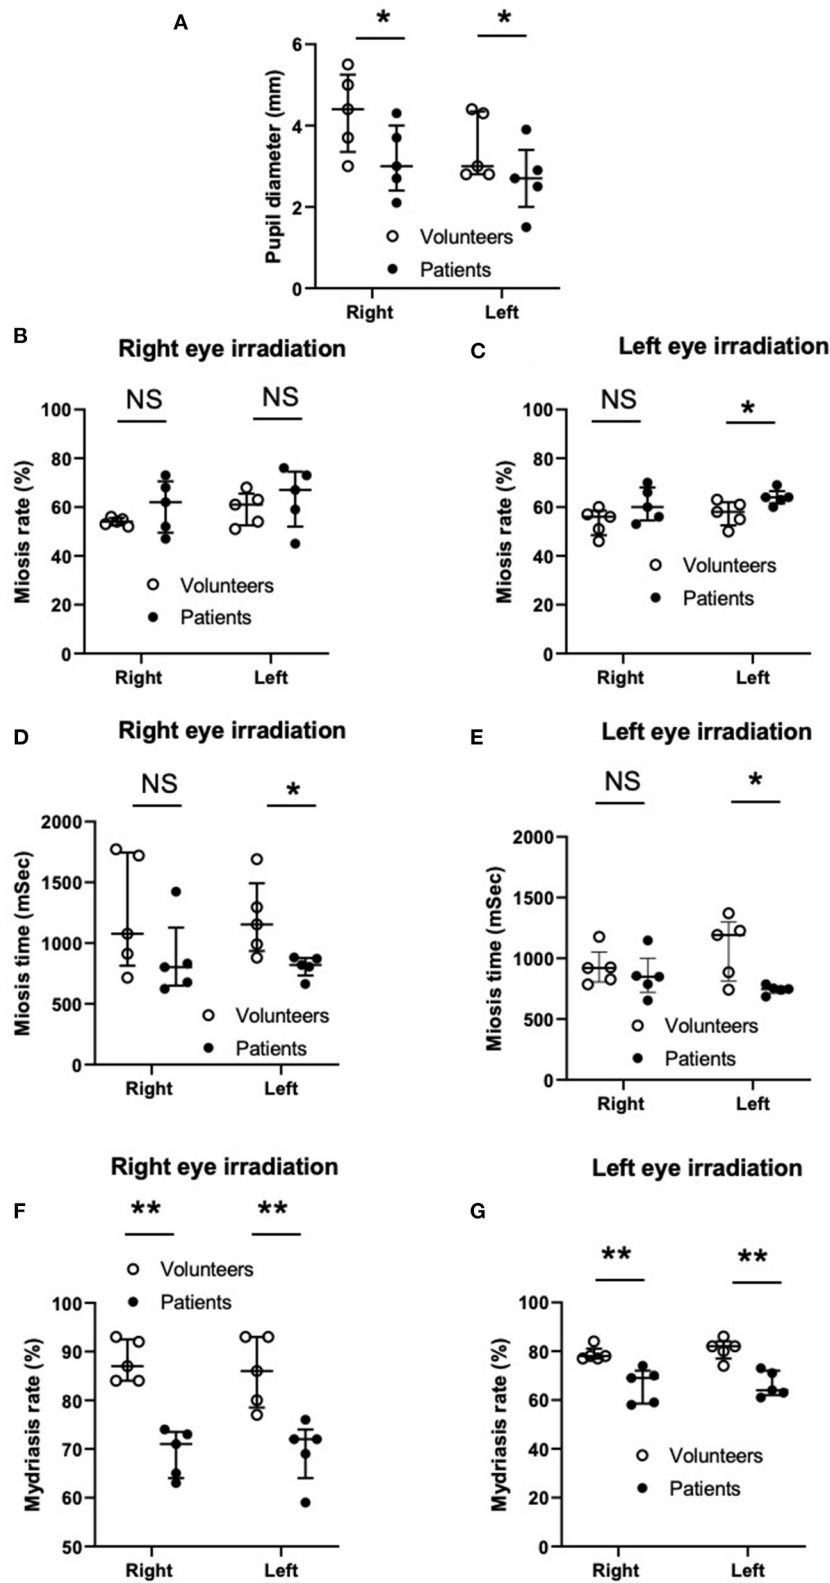 A
*
*
Pupil diameter (mm)
6
4
2
0
Volunteers
Patients
Right
Left
B
Right eye irradiation
NS
NS
Miosis rate (%)
100
80
60
40
20
0
Volunteers
Patients
Right
Left
C
Left eye irradiation
NS
*
Miosis rate (%)
100
80
60
40
20
0
Volunteers
Patients
Right
Left
D
Right eye irradiation
NS
*
Miosis time (mSec)
2000
1500
1000
500
0
Volunteers
Patients
Right
Left
E
Left eye irradiation
NS
*
Miosis time (mSec)
2000
1500
1000
500
0
Volunteers
Patients
Right
Left
F
Right eye irradiation
**
**
Volunteers
Patients
Mydriasis rate (%)
100
90
80
70
60
50
Right
Left
G
Left eye irradiation
**
**
Mydriasis rate (%)
100
80
60
40
20
0
Volunteers
Patients
Right
Left